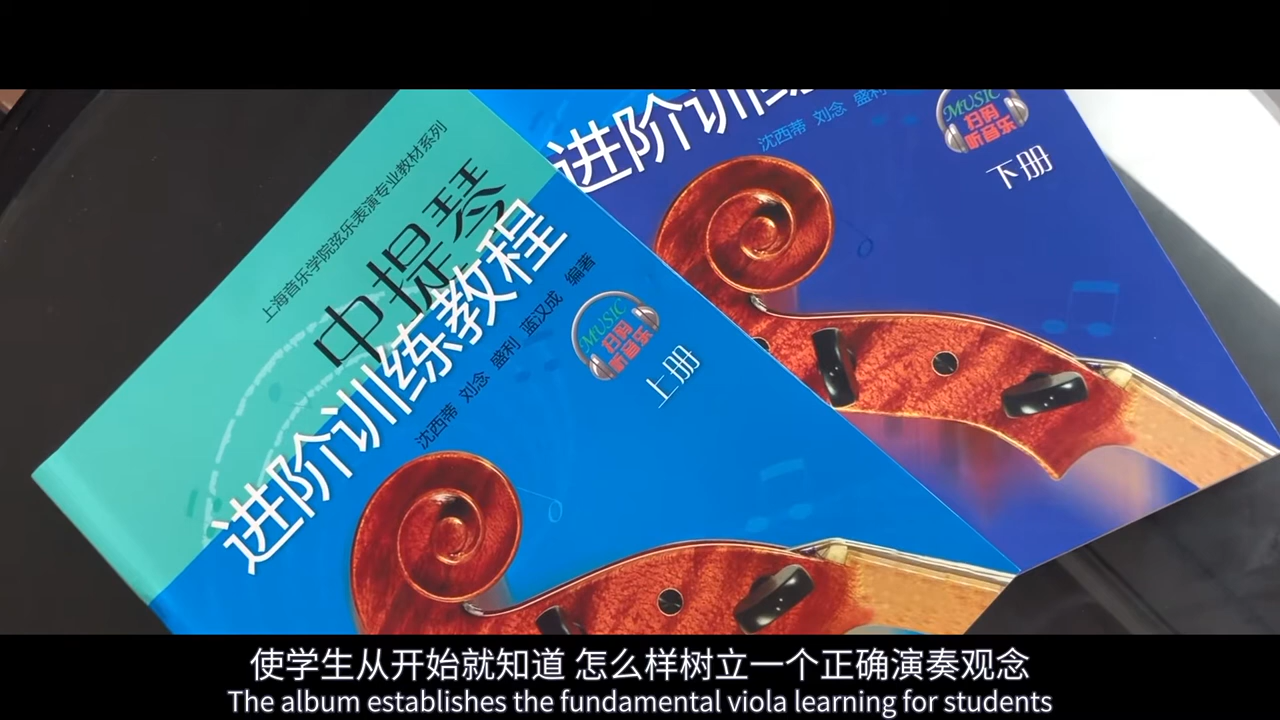 上海音乐学院弦乐表演专业教材系列
中提琴
进阶训练教程
沈西蒂 刘念 盛利 蓝汉成 编著
MUSIC
扫码
听音乐
上册
进阶训练
沈西蒂 刘念 盛利
MUSIC
扫码
听音乐
下册
使学生从开始就知道 怎么样树立一个正确演奏观念
The album establishes the fundamental viola learning for students